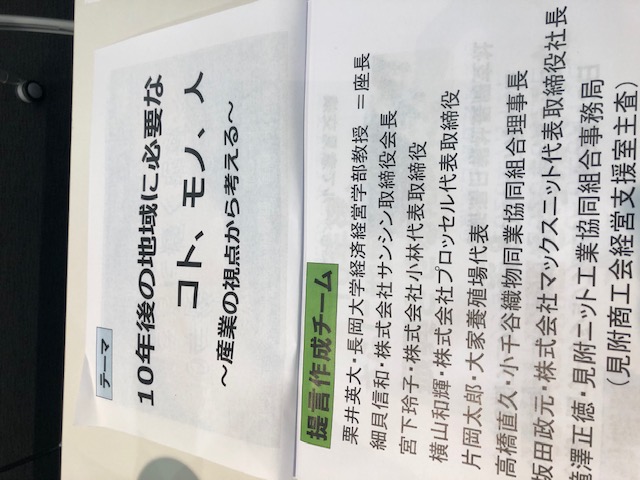 テーマ
10年後の地域に必要な
コト、モノ、人
～産業の視点から考える～
提言作成チーム
栗井英大・長岡大学経済経営学部教授 ＝座長
細貝信和・株式会社サンシン取締役会長
宮下玲子・株式会社小林代表取締役
横山和輝・株式会社プロッセル代表取締役
片岡太郎・大家養殖場代表
高橋直久・小千谷織物同業協同組合理事長
坂田政元・株式会社マックスニット代表取締役社長
滝澤正徳・見附ニット工業協同組合事務局
（見附商工会経営支援室主査）